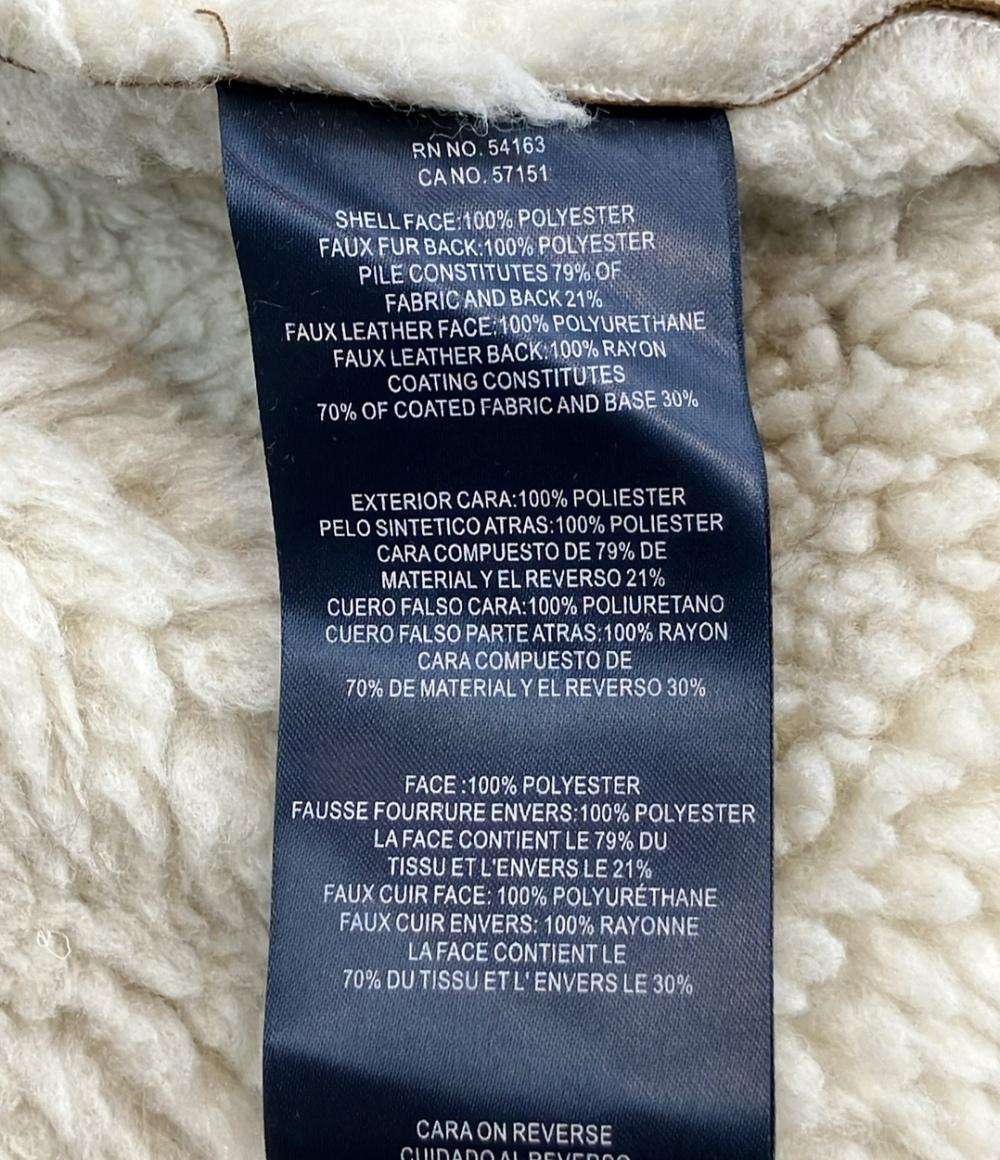 RN NO. 54163
CA NO. 57151
SHELL FACE:100% POLYESTER
FAUX FUR BACK:100% POLYESTER
PILE CONSTITUTES 79% OF
FABRIC AND BACK 21%
FAUX LEATHER FACE:100% POLYURETHANE
FAUX LEATHER BACK:100% RAYON
COATING CONSTITUTES
70% OF COATED FABRIC AND BASE 30%
EXTERIOR CARA:100% POLIESTER
PELO SINTETICO ATRAS:100% POLIESTER
CARA COMPUESTO DE 79% DE
MATERIAL Y EL REVERSO 21%
CUERO FALSO CARA:100% POLIURETANO
CUERO FALSO PARTE ATRAS:100% RAYON
CARA COMPUESTO DE
70% DE MATERIAL Y EL REVERSO 30%
FACE :100% POLYESTER
FAUSSE FOURRURE ENVERS:100% POLYESTER
LA FACE CONTIENT LE 79% DU
TISSU ET L'ENVERS LE 21%
FAUX CUIR FACE: 100% POLYURÉTHANE
FAUX CUIR ENVERS: 100% RAYONNE
LA FACE CONTIENT LE
70% DU TISSU ET L' ENVERS LE 30%
CARA ON REVERSE
CUIDADO AL REVERSO